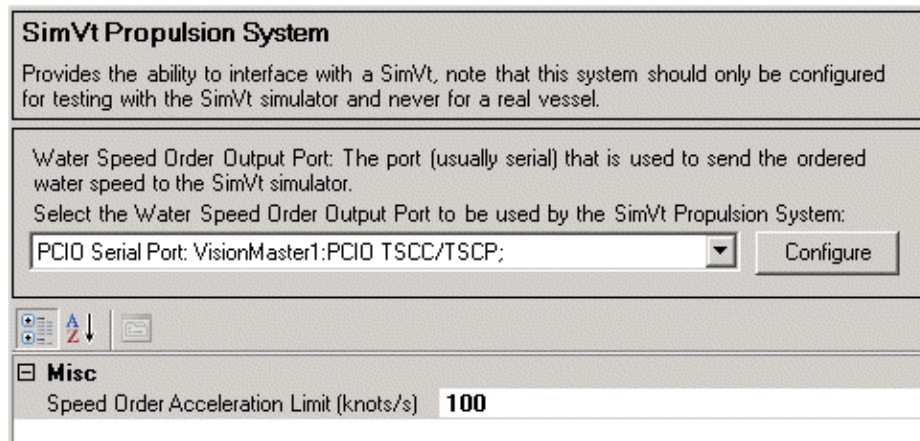 SimVt Propulsion System
Provides the ability to interface with a SimVt, note that this system should only be configured
for testing with the SimVt simulator and never for a real vessel.
Water Speed Order Output Port: The port (usually serial) that is used to send the ordered
water speed to the SimVt simulator.
Select the Water Speed Order Output Port to be used by the SimVt Propulsion System:
PCIO Serial Port: VisionMaster1:PCIO TSCC/TSCP;
Configure
Misc
Speed Order Acceleration Limit (knots/s) 100